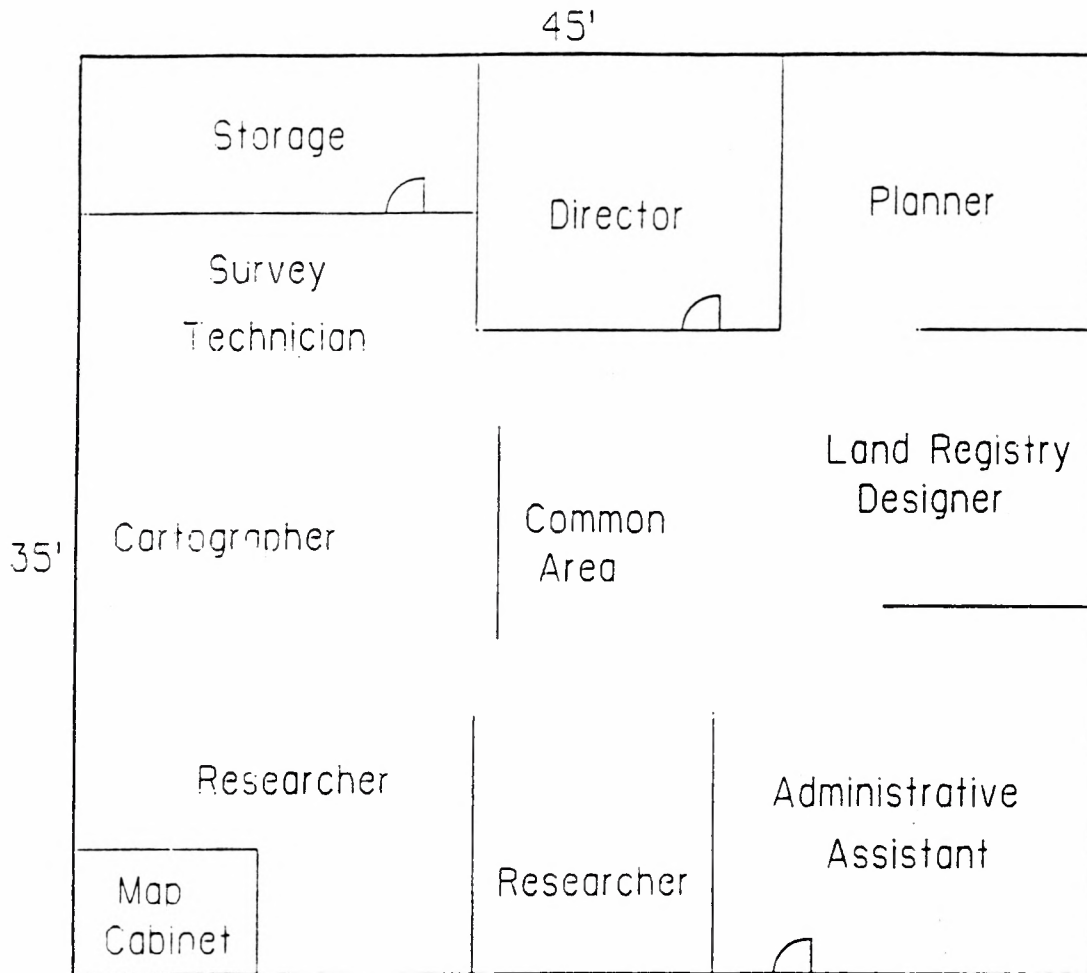 45'
Storage
Director
Planner
Survey
Technician
Land Registry
Designer
Common
Area
Cartographer
35'
Researcher
Administrative
Assistant
Researcher
Map
Cabinet